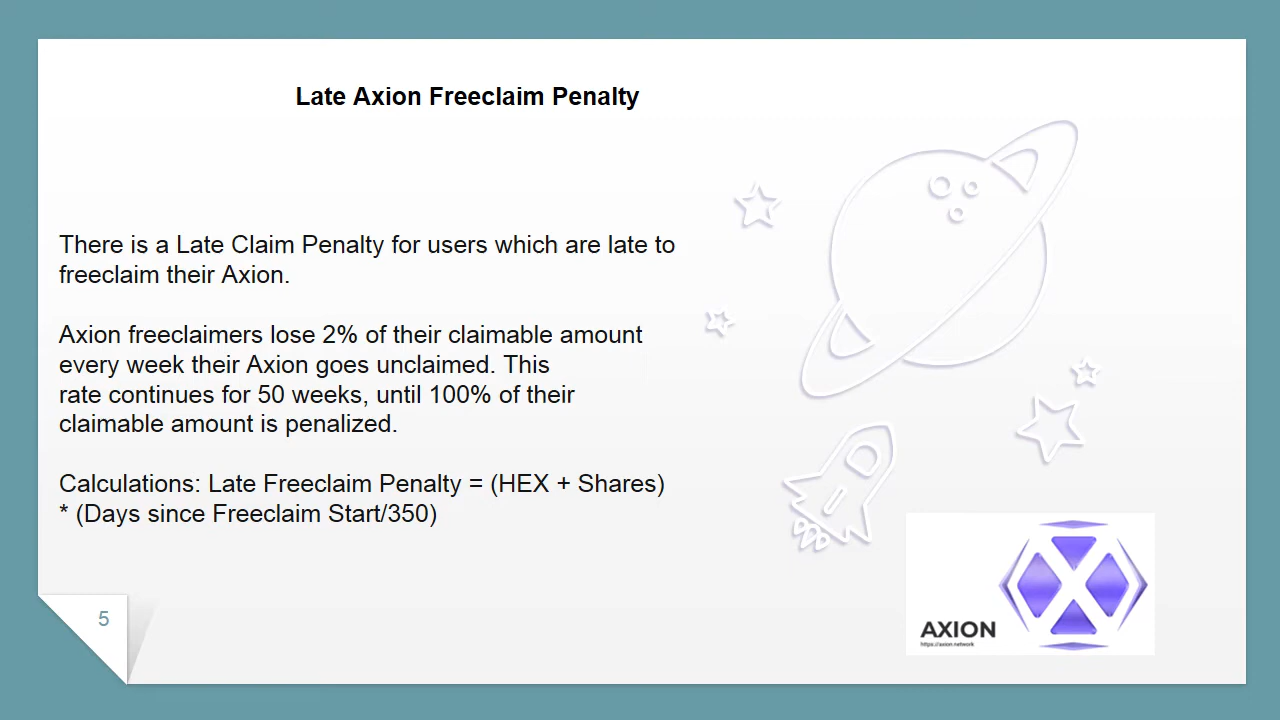 Late Axion Freeclaim Penalty
There is a Late Claim Penalty for users which are late to
freeclaim their Axion.
Axion freeclaimers lose 2% of their claimable amount
every week their Axion goes unclaimed. This
rate continues for 50 weeks, until 100% of their
claimable amount is penalized.
Calculations: Late Freeclaim Penalty = (HEX + Shares)
* (Days since Freeclaim Start/350)
5
AXION
https://axion.network